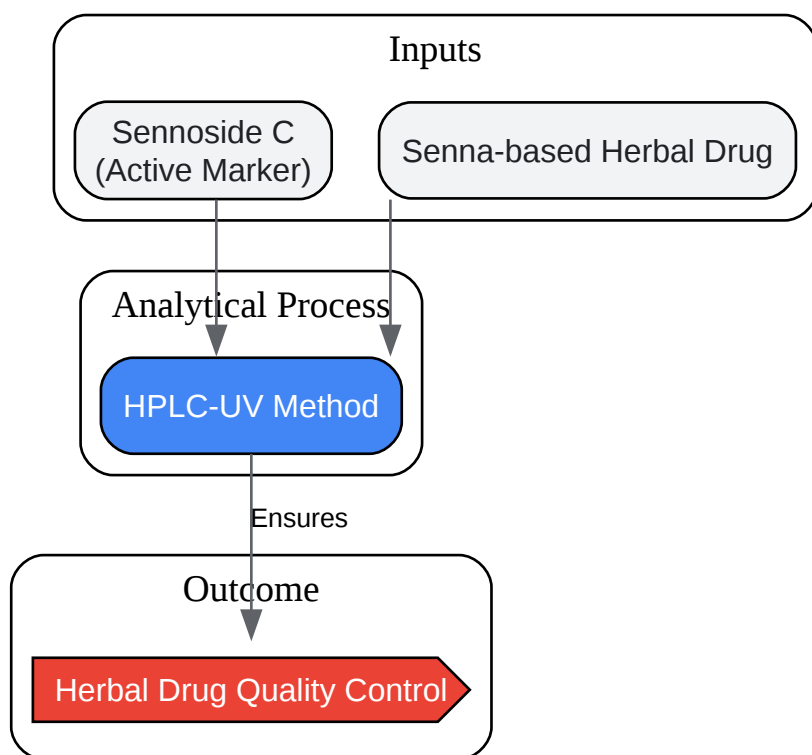 Inputs
Sennoside C
(Active Marker)
Senna-based Herbal Drug
Analytical Process
HPLC-UV Method
Ensures
Outcome
Herbal Drug Quality Control